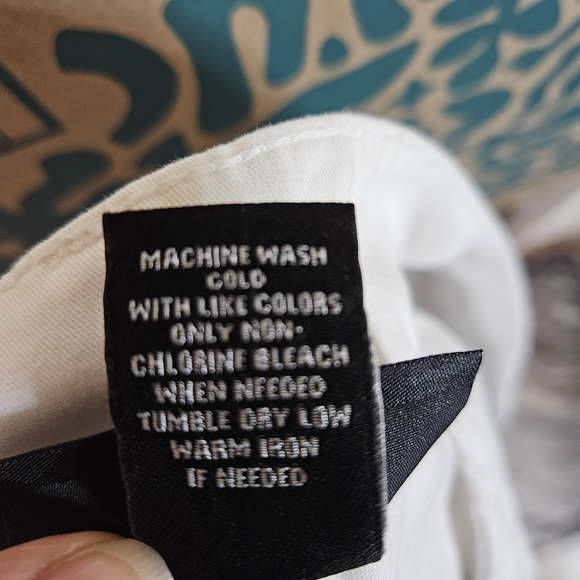 MACHINE WASH
COLD
WITH LIKE COLORS
ONLY NON-
CHLORINE BLEACH
WHEN NEEDED
TUMBLE DRY LOW
WARM IRON
IF NEEDED